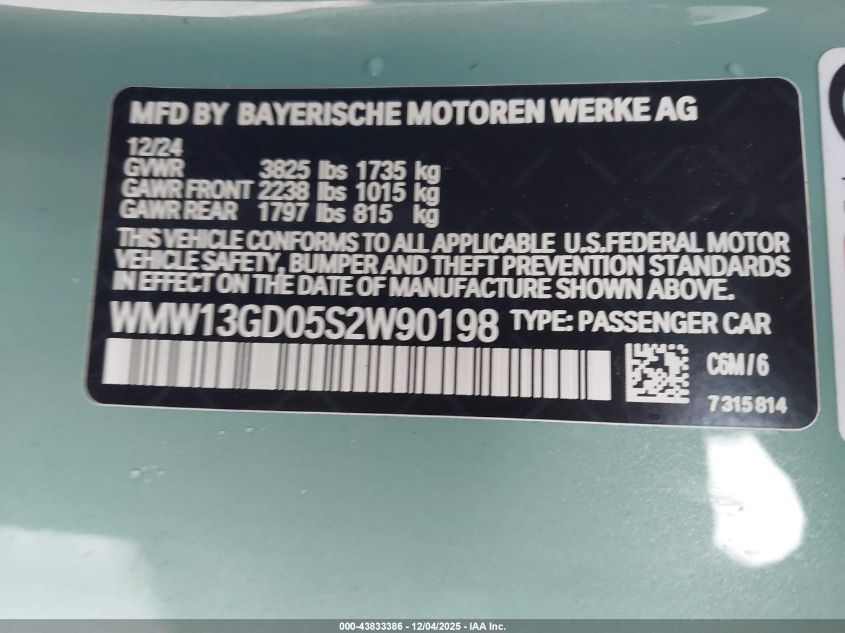 MFD BY BAYERISCHE MOTOREN WERKE AG
12/24
GVWR 3825 lbs 1735 kg
GAWR FRONT 2238 lbs 1015 kg
GAWR REAR 1797 lbs 815 kg
THIS VEHICLE CONFORMS TO ALL APPLICABLE U.S.FEDERAL MOTOR
VEHICLE SAFETY, BUMPER AND THEFT PREVENTION STANDARDS
IN EFFECT ON THE DATE OF MANUFACTURE SHOWN ABOVE.
WMW13GD05S2W90198 TYPE: PASSENGER CAR
C6M/6
7315814
000-43833386 - 12/04/2025 - IAA Inc.